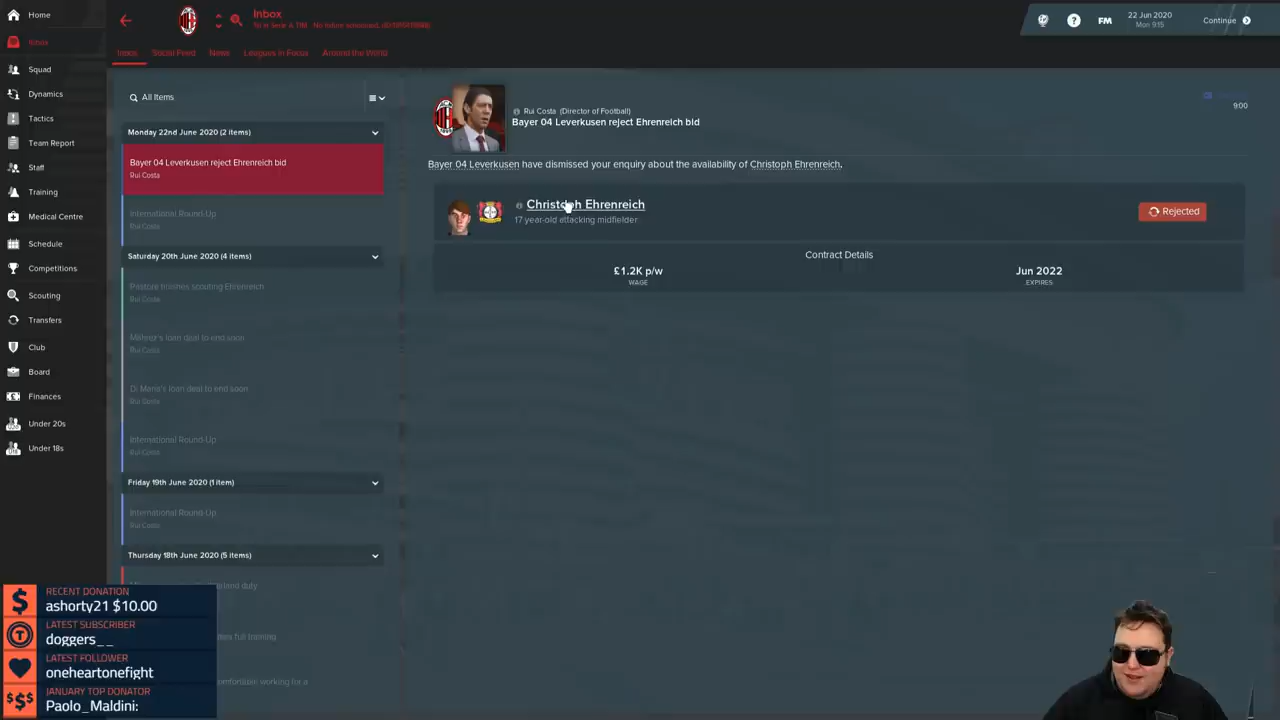 Home
Inbox
Squad
Dynamics
Tactics
Team Report
Staff
Training
Medical Centre
Schedule
Competitions
Scouting
Transfers
Club
Board
Finances
Under 20s
Under 18s
Inbox
22 Jun 2020
Mon 9:15
FM
Continue
Inbox
Social Feed
News
Leagues in Focus
Around the World
All Items
Monday 22nd June 2020 (2 items)
Bayer 04 Leverkusen reject Ehrenreich bid
Rui Costa
International Round-Up
Rui Costa
Saturday 20th June 2020 (4 items)
Pastore finishes scouting Ehrenreich
Rui Costa
loan deal to end soon
Rui Costa
Di Maria's loan deal to end soon
Rui Costa
International Round-Up
Rui Costa
Friday 19th June 2020 (1 item)
International Round-Up
Rui Costa
Thursday 18th June 2020 (5 items)
duty
full training
working for a
Rui Costa (Director of Football)
Bayer 04 Leverkusen reject Ehrenreich bid
9:00
Bayer 04 Leverkusen have dismissed your enquiry about the availability of Christoph Ehrenreich.
Christoph Ehrenreich
17 year-old attacking midfielder
Rejected
Contract Details
£1.2K p/w
WAGE
Jun 2022
EXPIRES
RECENT DONATION
ashorty21 $10.00
LATEST SUBSCRIBER
doggers__
LATEST FOLLOWER
oneheartonefight
JANUARY TOP DONATOR
Paolo_Maldini: